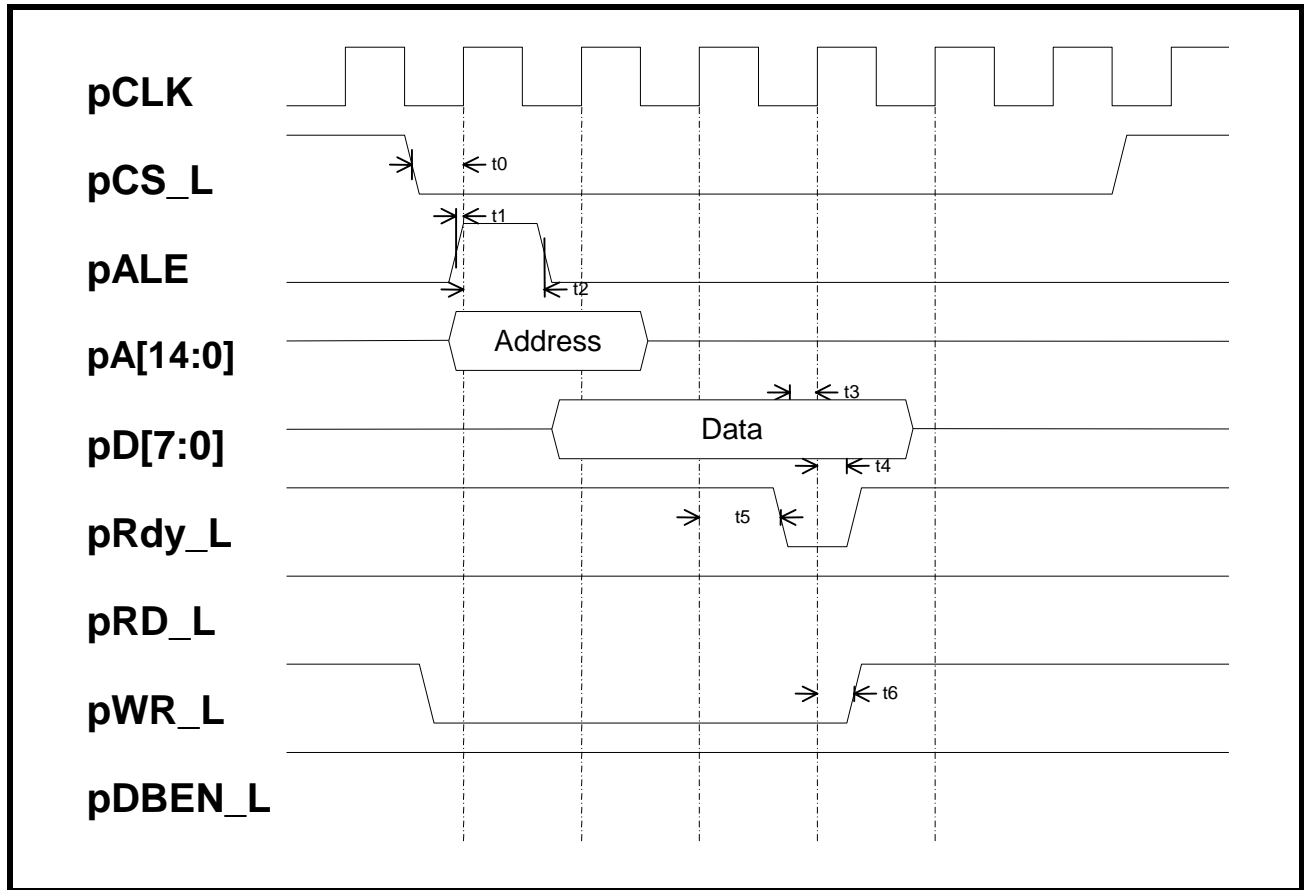 pCLK
pCS_L
t0
t1
pALE
t2
pA[14:0]
Address
t3
pD[7:0]
Data
t4
pRdy_L
t5
pRD_L
pWR_L
t6
pDBEN_L